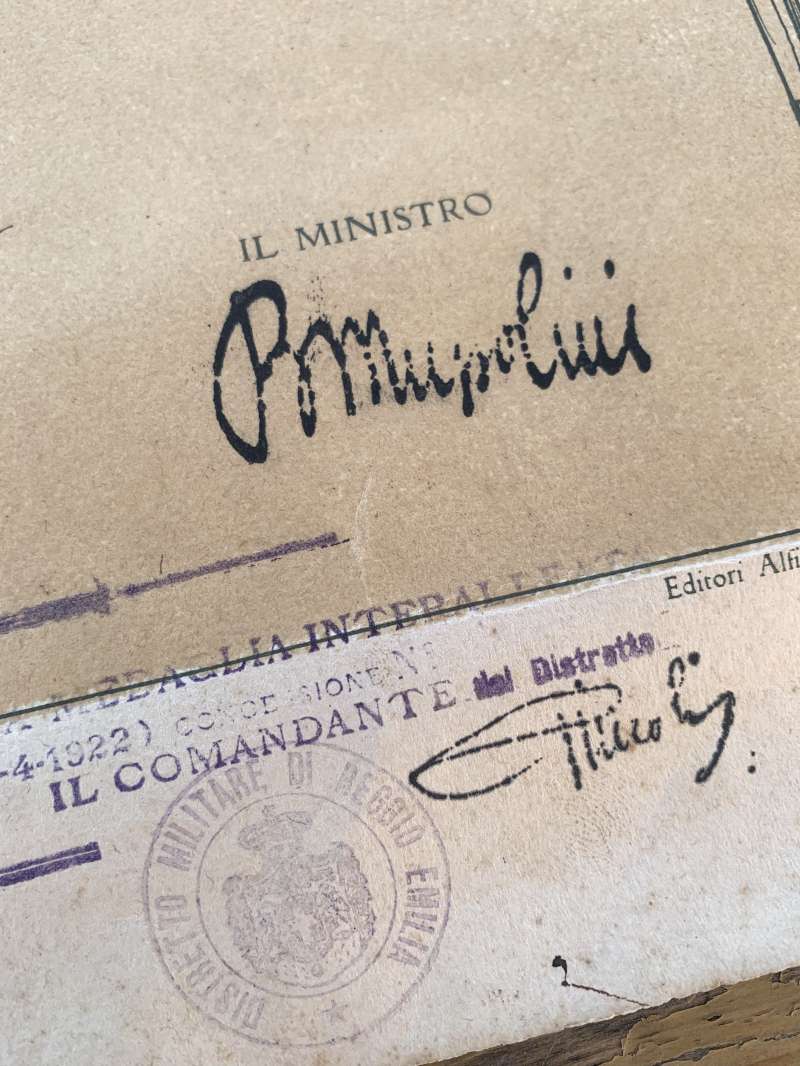 IL MINISTRO
Editori Alfi
MEDAGLIA INTERALLEATA
-4-1922) CONCESSIONE N°
IL COMANDANTE del Distretto
DISTRETTO MILITARE DI REGGIO EMILIA